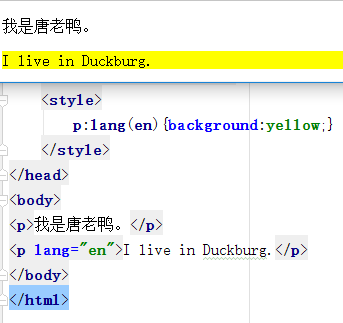 我是唐老鸭。
I live in Duckburg.
<style>
p:lang(en){background:yellow;}
</style>
</head>
<body>
<p>我是唐老鸭。</p>
<p lang="en">I live in Duckburg.</p>
</body>
</html>